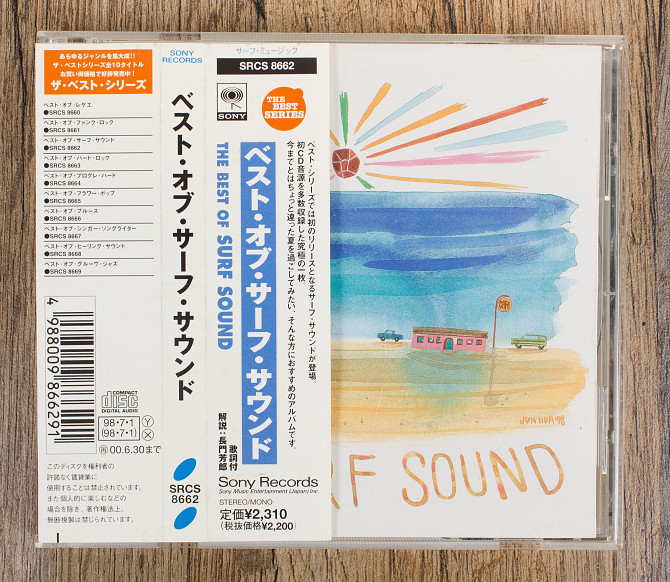 あらゆるジャンルを集大成!!
ザ・ベストシリーズ全10タイトル
お買い得価格で好評発売中!
ザ・ベスト・シリーズ
ベスト・オブ・レゲエ
●SRCS 8660
ベスト・オブ・ファンク・ロック
●SRCS 8661
ベスト・オブ・サーフ・サウンド
●SRCS 8662
ベスト・オブ・ハード・ロック
●SRCS 8663
ベスト・オブ・プログレ・ハード
●SRCS 8664
ベスト・オブ・フラワー・ポップ
●SRCS 8665
ベスト・オブ・ブルース
●SRCS 8666
ベスト・オブ・シンガー・ソングライター
●SRCS 8667
ベスト・オブ・ヒーリング・サウンド
●SRCS 8668
ベスト・オブ・グルーヴ・ジャズ
●SRCS 8669
4988009866291
COMPACT
disc
DIGITAL AUDIO
98・7・1 Y
(98・7・1) X
再 00.6.30まで
このディスクを権利者の
許諾なく賃貸業に
使用することは禁止されています。
また個人的に楽しむなどの
場合を除き、著作権法上、
無断複製は禁じられています。
SONY
RECORDS
ベスト・オブ・サーフ・サウンド
SRCS
8662
サーフ・ミュージック
SRCS 8662
SONY
THE
BEST
SERIES
ベスト・シリーズでは初のリリースとなるサーフ・サウンドが登場。
初CD音源を多数収録した究極の一枚。
今までとはちょっと違った夏を過ごしてみたい、そんな方におすすめのアルバムです。
ベスト・オブ・サーフ・サウンド
THE BEST OF SURF SOUND
歌詞付
解説:長門芳郎
Sony Records
Sony Music Entertainment (Japan) Inc.
STEREO/MONO
定価¥2,310
(税抜価格¥2,200)
JUNIOR 98
RF SOUND